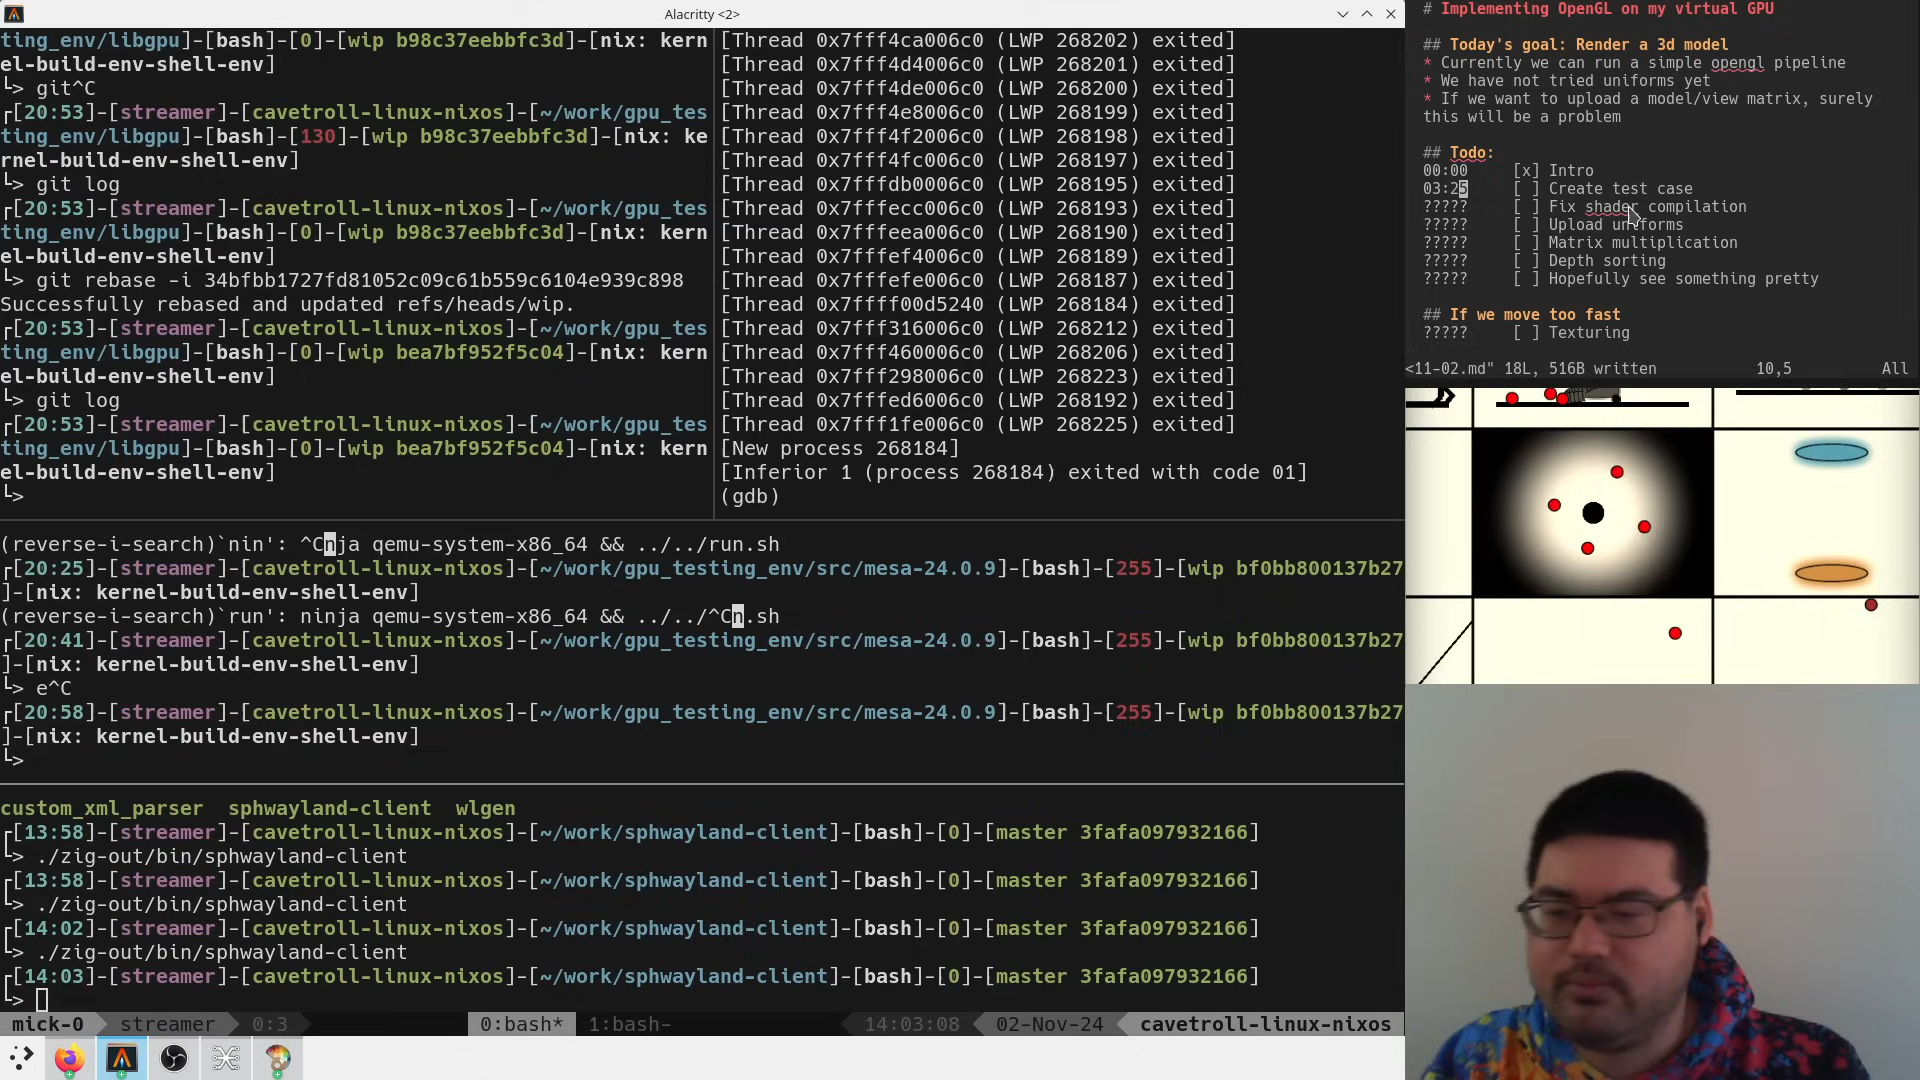 Alacritty <2>
ting_env/libgpu]-[bash]-[0]-[wip b98c37eebbfc3d]-[nix: kern
el-build-env-shell-env]
└> git^C
┌[20:53]-[streamer]-[cavetroll-linux-nixos]-[~/work/gpu_tes
ting_env/libgpu]-[bash]-[130]-[wip b98c37eebbfc3d]-[nix: ke
rnel-build-env-shell-env]
└> git log
┌[20:53]-[streamer]-[cavetroll-linux-nixos]-[~/work/gpu_tes
ting_env/libgpu]-[bash]-[0]-[wip b98c37eebbfc3d]-[nix: kern
el-build-env-shell-env]
└> git rebase -i 34bfbb1727fd81052c09c61b559c6104e939c898
Successfully rebased and updated refs/heads/wip.
┌[20:53]-[streamer]-[cavetroll-linux-nixos]-[~/work/gpu_tes
ting_env/libgpu]-[bash]-[0]-[wip bea7bf952f5c04]-[nix: kern
el-build-env-shell-env]
└> git log
┌[20:53]-[streamer]-[cavetroll-linux-nixos]-[~/work/gpu_tes
ting_env/libgpu]-[bash]-[0]-[wip bea7bf952f5c04]-[nix: kern
el-build-env-shell-env]
└>
[Thread 0x7fff4ca006c0 (LWP 268202) exited]
[Thread 0x7fff4d4006c0 (LWP 268201) exited]
[Thread 0x7fff4de006c0 (LWP 268200) exited]
[Thread 0x7fff4e8006c0 (LWP 268199) exited]
[Thread 0x7fff4f2006c0 (LWP 268198) exited]
[Thread 0x7fff4fc006c0 (LWP 268197) exited]
[Thread 0x7fffdb0006c0 (LWP 268195) exited]
[Thread 0x7fffecc006c0 (LWP 268193) exited]
[Thread 0x7fffeea006c0 (LWP 268190) exited]
[Thread 0x7fffef4006c0 (LWP 268189) exited]
[Thread 0x7fffefe006c0 (LWP 268187) exited]
[Thread 0x7ffff00d5240 (LWP 268184) exited]
[Thread 0x7fff316006c0 (LWP 268212) exited]
[Thread 0x7fff460006c0 (LWP 268206) exited]
[Thread 0x7fff298006c0 (LWP 268223) exited]
[Thread 0x7fffed6006c0 (LWP 268192) exited]
[Thread 0x7fff1fe006c0 (LWP 268225) exited]
[New process 268184]
[Inferior 1 (process 268184) exited with code 01]
(gdb)
(reverse-i-search)`nin': ^Cnja qemu-system-x86_64 && ../../run.sh
┌[20:25]-[streamer]-[cavetroll-linux-nixos]-[~/work/gpu_testing_env/src/mesa-24.0.9]-[bash]-[255]-[wip bf0bb800137b27
]-[nix: kernel-build-env-shell-env]
(reverse-i-search)`run': ninja qemu-system-x86_64 && ../../^Cn.sh
┌[20:41]-[streamer]-[cavetroll-linux-nixos]-[~/work/gpu_testing_env/src/mesa-24.0.9]-[bash]-[255]-[wip bf0bb800137b27
]-[nix: kernel-build-env-shell-env]
└> e^C
┌[20:58]-[streamer]-[cavetroll-linux-nixos]-[~/work/gpu_testing_env/src/mesa-24.0.9]-[bash]-[255]-[wip bf0bb800137b27
]-[nix: kernel-build-env-shell-env]
└>
custom_xml_parser  sphwayland-client  wlgen
┌[13:58]-[streamer]-[cavetroll-linux-nixos]-[~/work/sphwayland-client]-[bash]-[0]-[master 3fafa097932166]
└> ./zig-out/bin/sphwayland-client
┌[13:58]-[streamer]-[cavetroll-linux-nixos]-[~/work/sphwayland-client]-[bash]-[0]-[master 3fafa097932166]
└> ./zig-out/bin/sphwayland-client
┌[14:02]-[streamer]-[cavetroll-linux-nixos]-[~/work/sphwayland-client]-[bash]-[0]-[master 3fafa097932166]
└> ./zig-out/bin/sphwayland-client
┌[14:03]-[streamer]-[cavetroll-linux-nixos]-[~/work/sphwayland-client]-[bash]-[0]-[master 3fafa097932166]
└>
mick-0 streamer 0:3 0:bash* 1:bash- 14:03:08 02-Nov-24 cavetroll-linux-nixos
# Implementing OpenGL on my virtual GPU
## Today's goal: Render a 3d model
* Currently we can run a simple opengl pipeline
* We have not tried uniforms yet
* If we want to upload a model/view matrix, surely
this will be a problem
## Todo:
00:00 [x] Intro
03:25 [ ] Create test case
????? [ ] Fix shader compilation
????? [ ] Upload uniforms
????? [ ] Matrix multiplication
????? [ ] Depth sorting
????? [ ] Hopefully see something pretty
## If we move too fast
????? [ ] Texturing
<11-02.md" 18L, 516B written 10,5 All